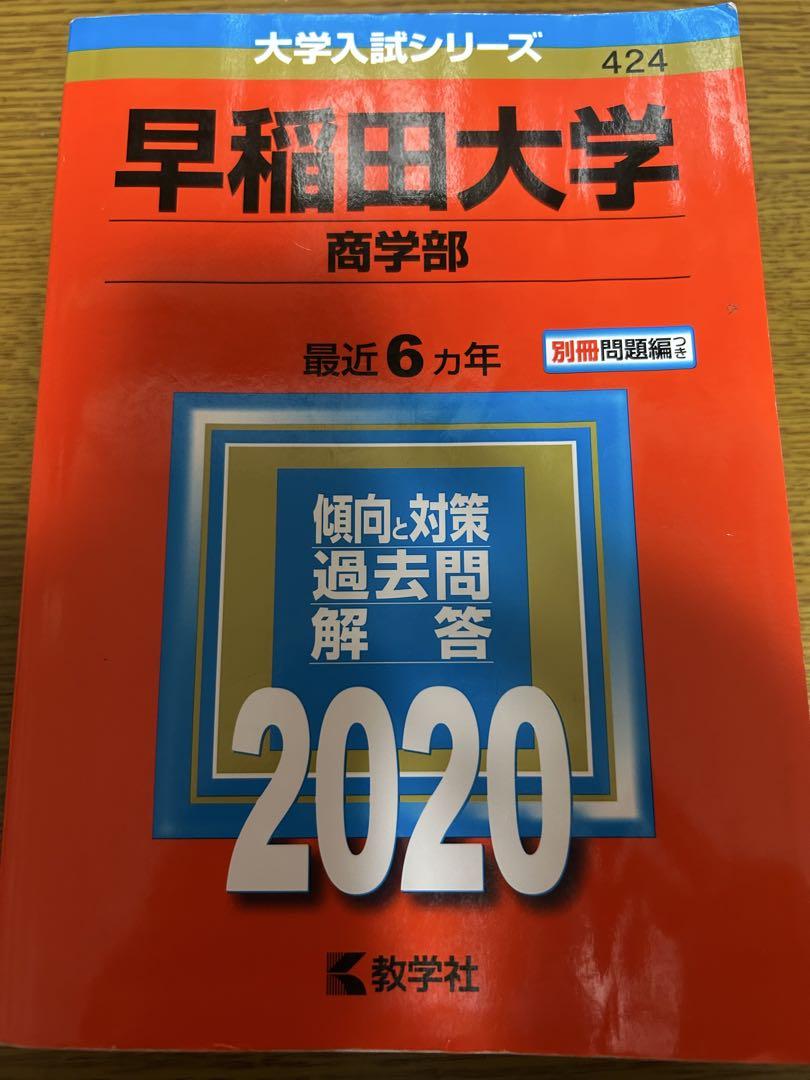 大学入試シリーズ
424
早稲田大学
商学部
最近6カ年
別冊問題編つき
傾向と対策
過去問
解答
2020
教学社